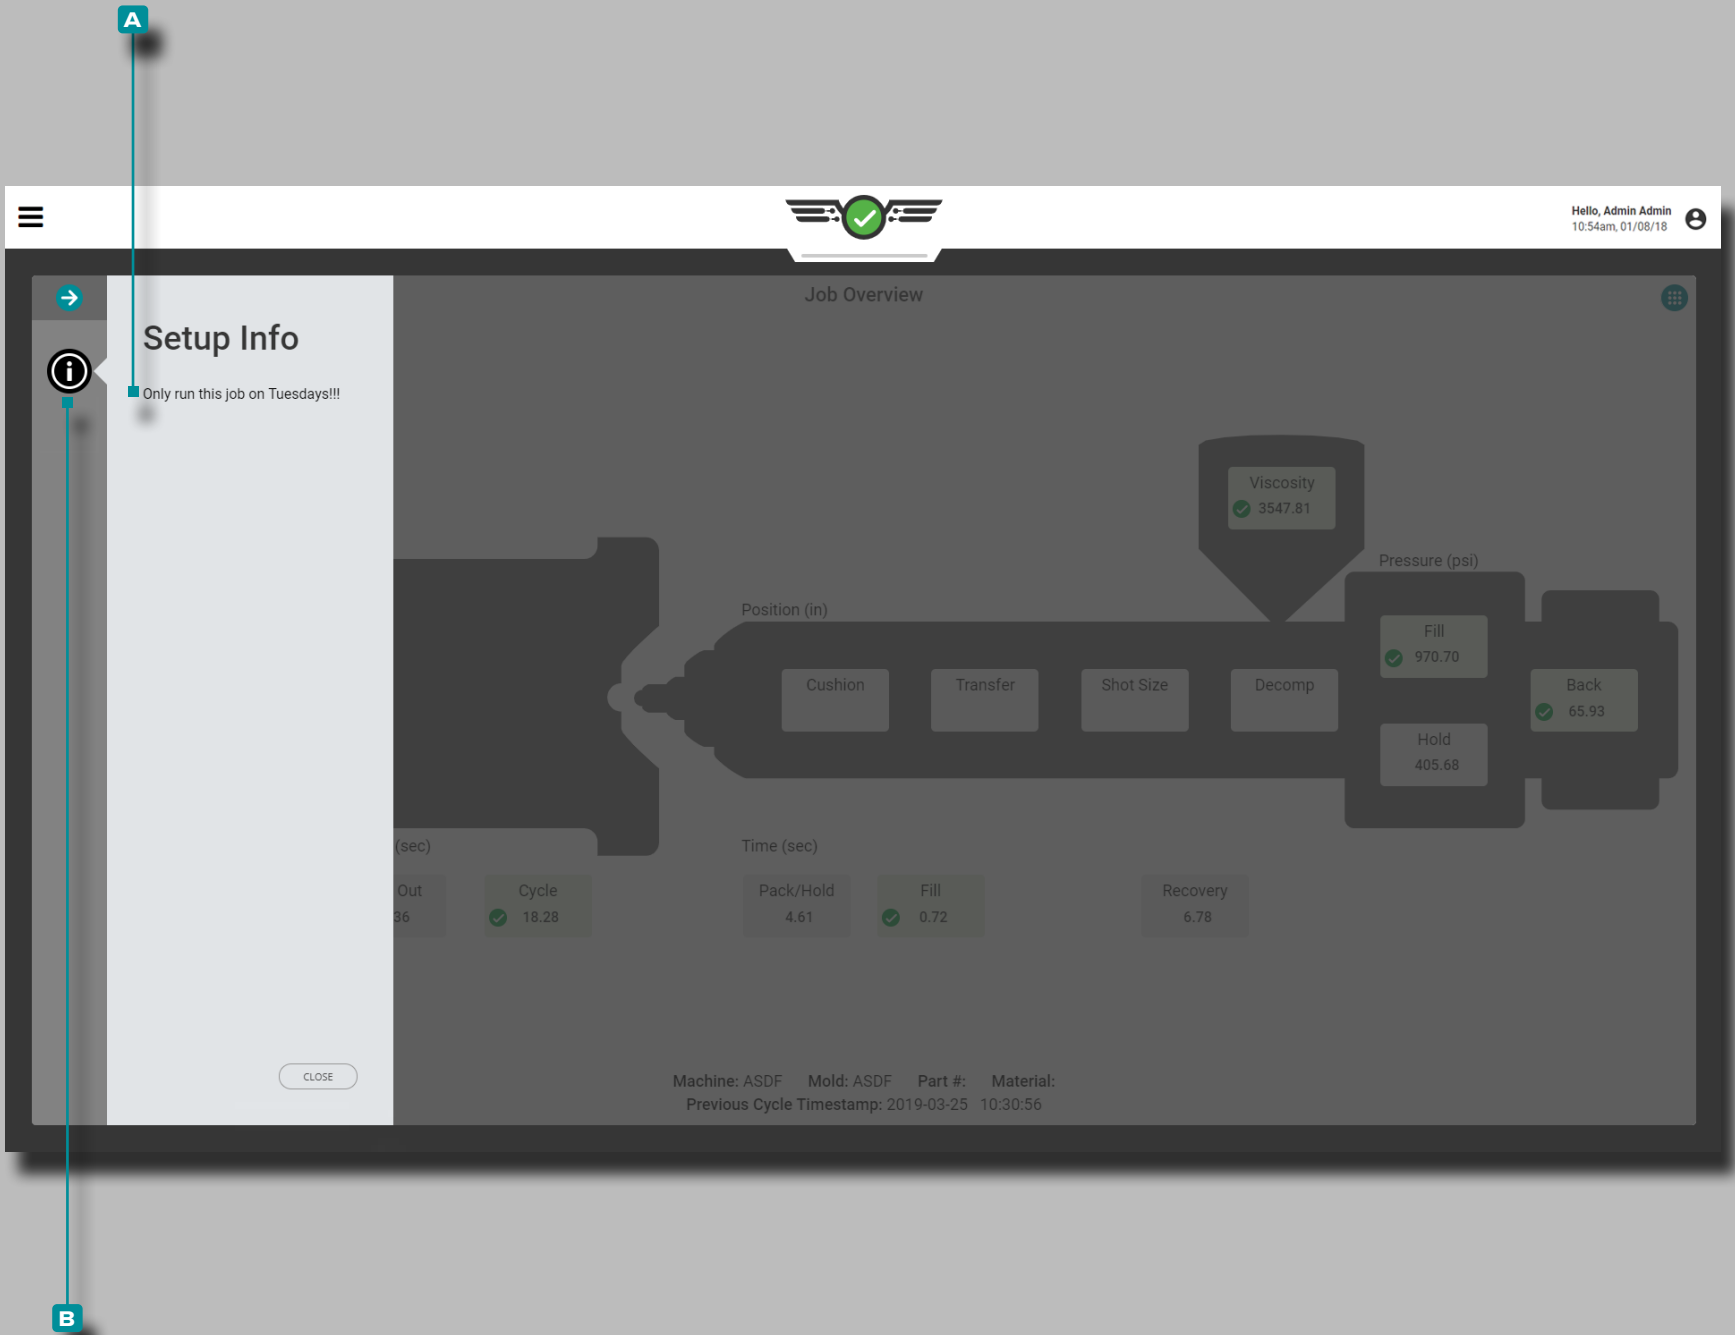 A
Hello, Admin Admin
10:54am, 01/08/18
Job Overview
Setup Info
Only run this job on Tuesdays!!!
Viscosity
3547.81
Pressure (psi)
Position (in)
Fill
970.70
Cushion
Transfer
Shot Size
Decomp
Back
65.93
Hold
405.68
(sec)
Time (sec)
Out
36
Cycle
18.28
Pack/Hold
4.61
Fill
0.72
Recovery
6.78
CLOSE
Machine: ASDF Mold: ASDF Part #: Material:
Previous Cycle Timestamp: 2019-03-25 10:30:56
B